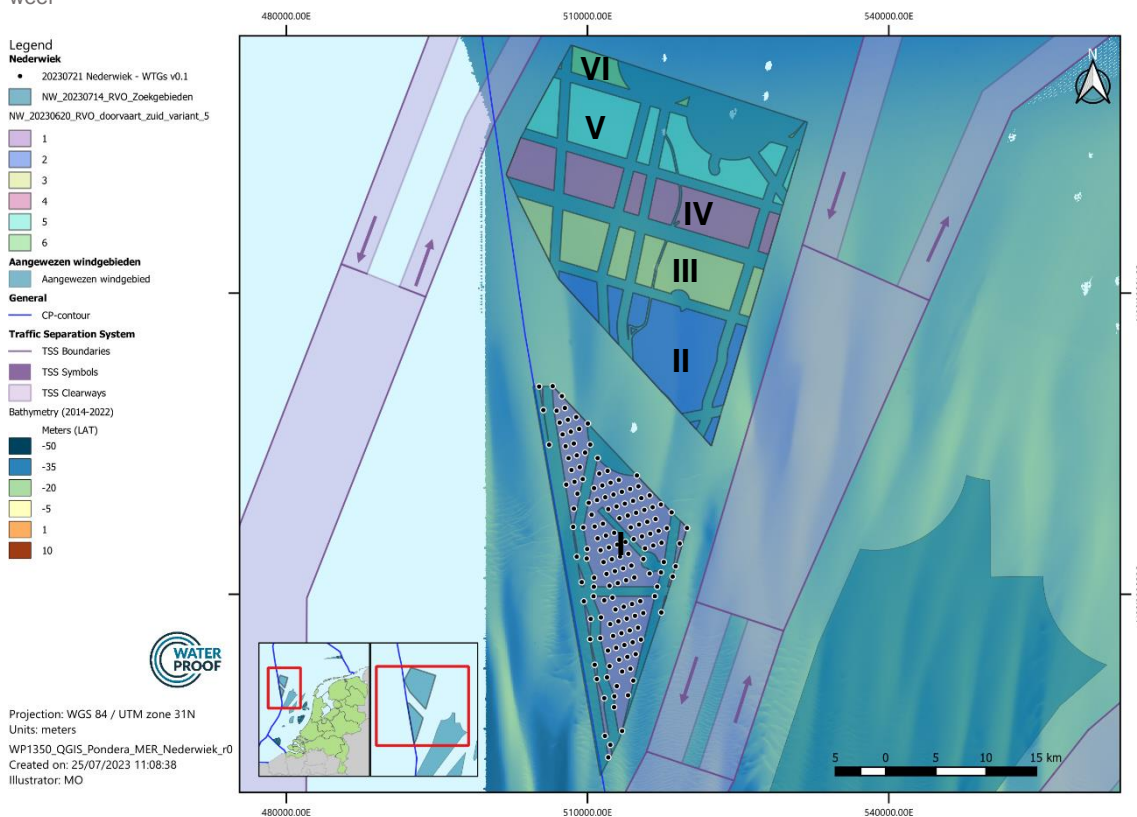 480000.00E 510000.00E 540000.00E
Legend
Nederwiek
20230721 Nederwiek - WTGs v0.1
NW_20230714_RVO_Zoekgebieden
NW_20230620_RVO_doorvaart_zuid_variant_5
1
2
3
4
5
6
Aangewezen windgebieden
Aangewezen windgebied
General
CP-contour
Traffic Separation System
TSS Boundaries
TSS Symbols
TSS Clearways
Bathymetry (2014-2022)
Meters (LAT)
-50
-35
-20
-5
1
10
N
VI
V
IV
III
II
I
WATER
PROOF
Projection: WGS 84 / UTM zone 31N
Units: meters
WP1350_QGIS_Pondera_MER_Nederwiek_r0
Created on: 25/07/2023 11:08:38
Illustrator: MO
5 0 5 10 15 km
480000.00E 510000.00E 540000.00E